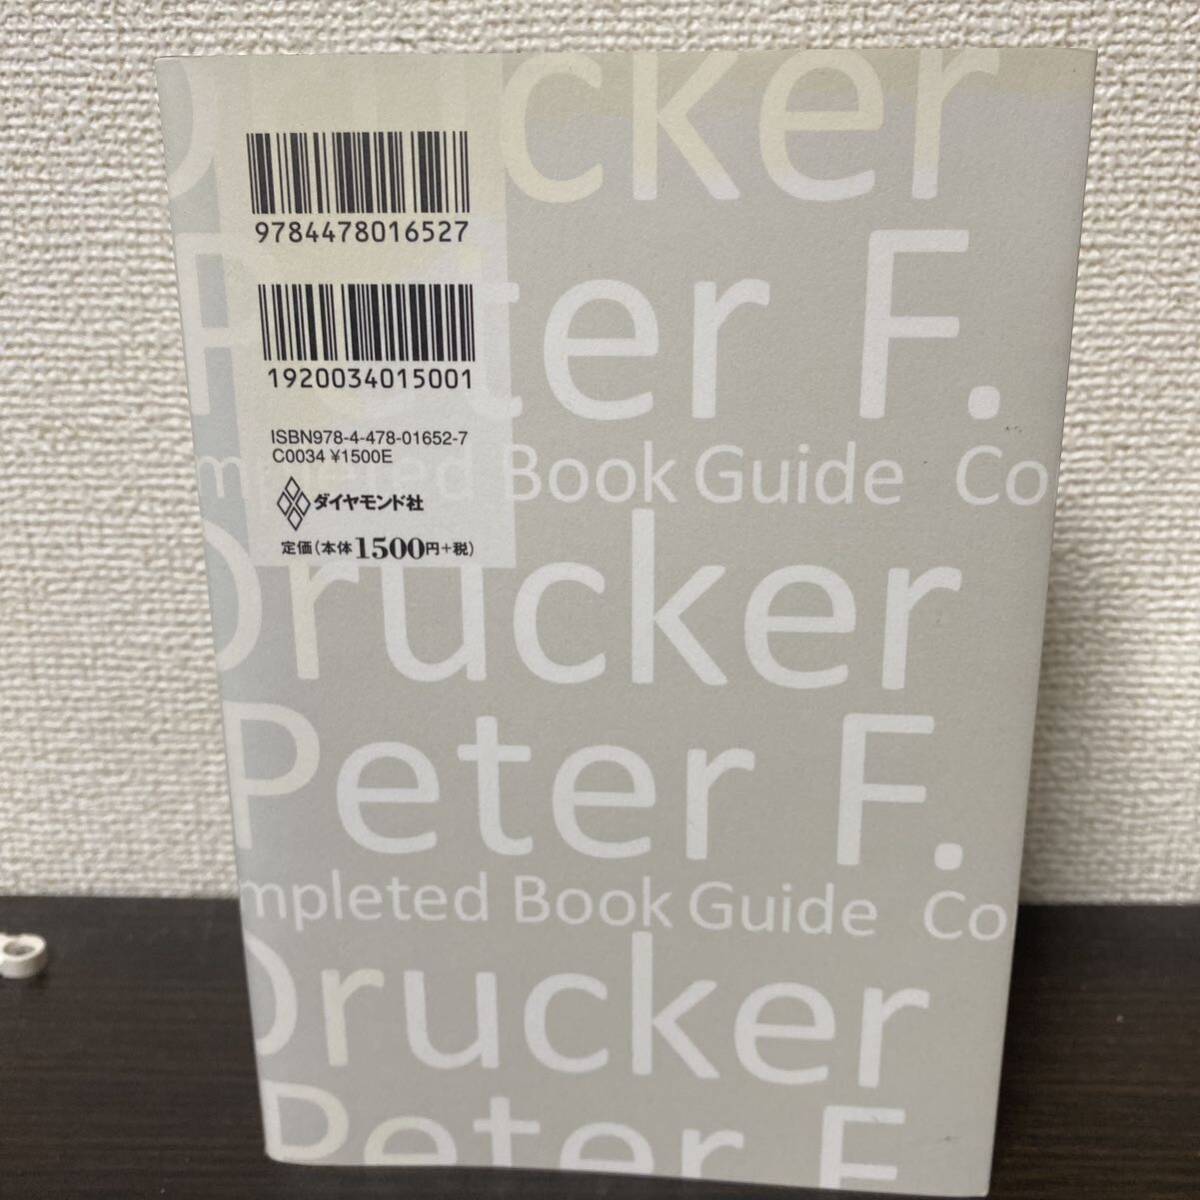 Drucker
9784478016527
Peter F.
1920034015001
ISBN978-4-478-01652-7
C0034 ¥1500E
mpleted Book Guide Co
ダイヤモンド社
定価(本体1500円+税)
Drucker
Peter F.
mpleted Book Guide Co
Drucker
Peter F.